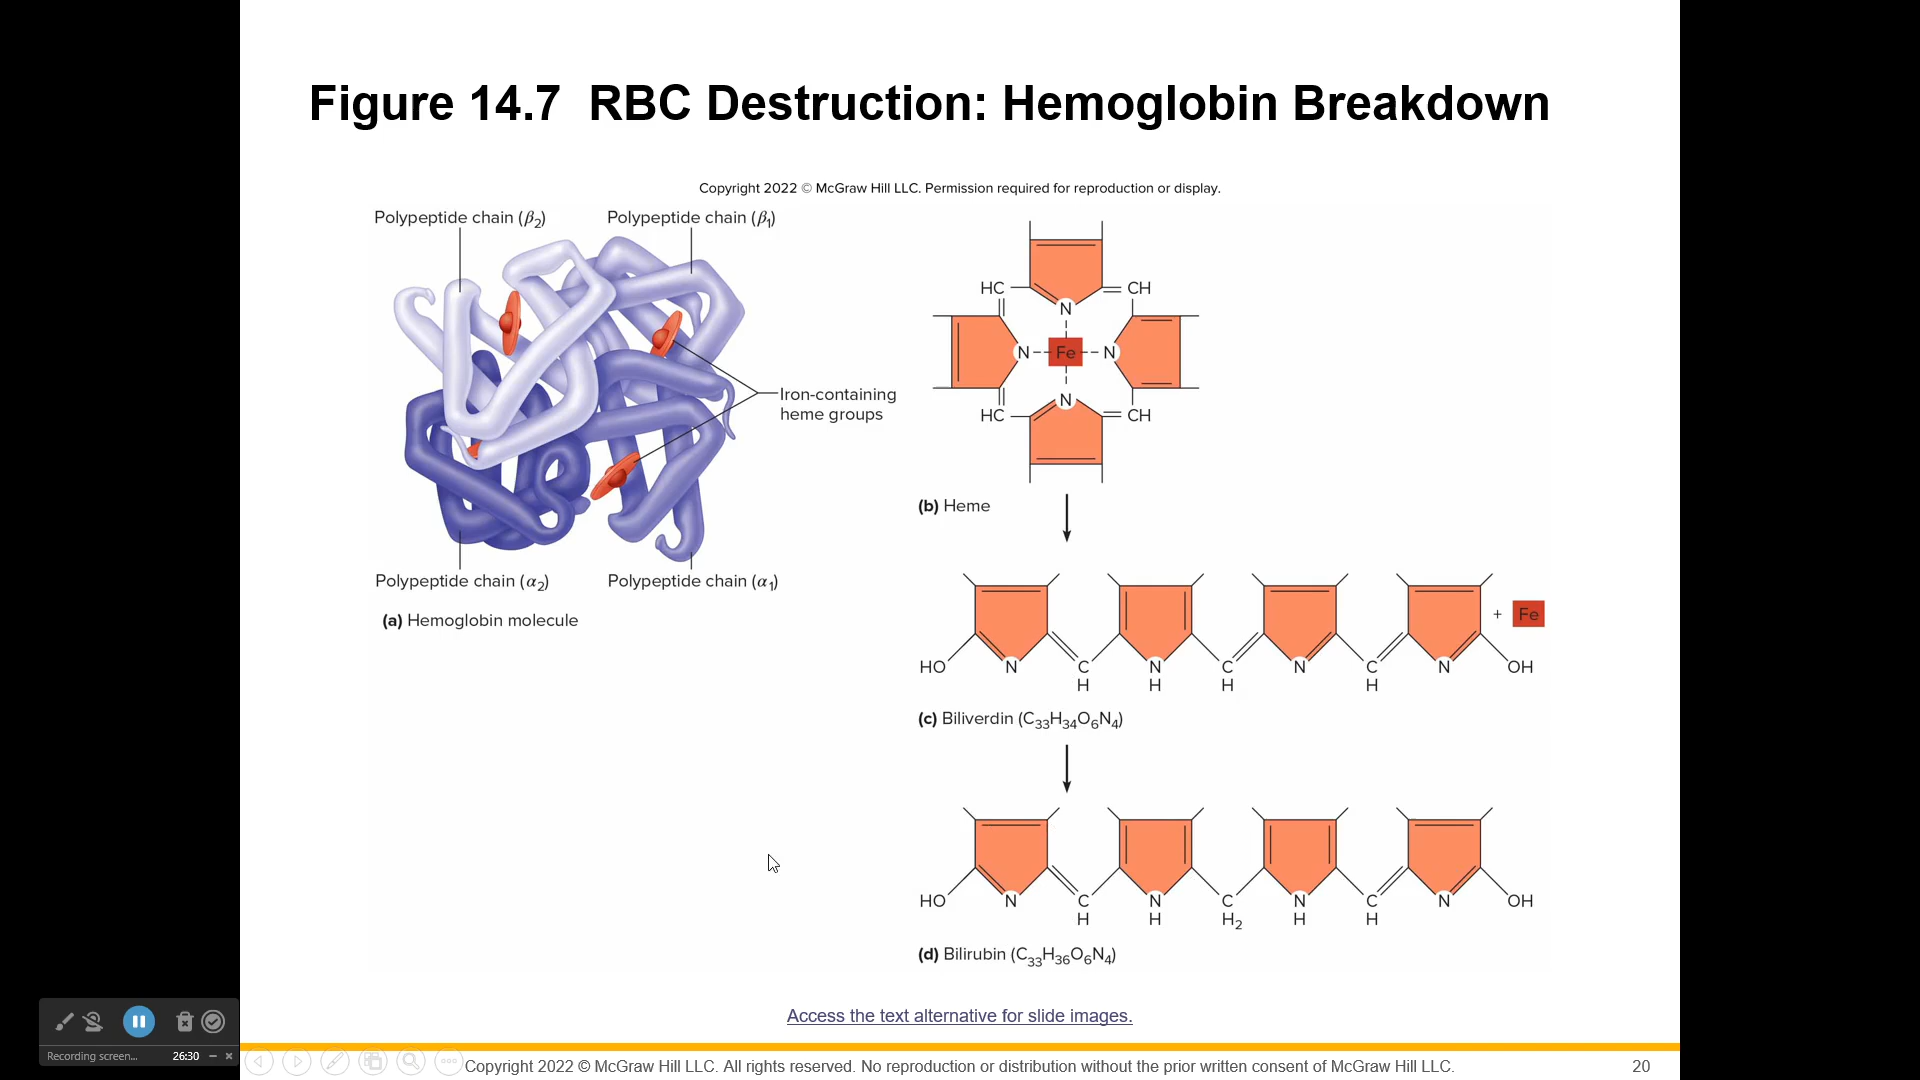 Figure 14.7 RBC Destruction: Hemoglobin Breakdown
Copyright 2022 © McGraw Hill LLC. Permission required for reproduction or display.
Polypeptide chain (β2)
Polypeptide chain (β1)
Iron-containing
heme groups
Polypeptide chain (α2)
Polypeptide chain (α1)
(a) Hemoglobin molecule
HC
CH
N
N
Fe
N
N
HC
CH
(b) Heme
+ Fe
HO N C N C N C N OH
H H H H
(c) Biliverdin (C33H34O6N4)
HO N C N C N C N OH
H H H2 H H
(d) Bilirubin (C33H36O6N4)
Access the text alternative for slide images.
Recording screen... 26:30
Copyright 2022 © McGraw Hill LLC. All rights reserved. No reproduction or distribution without the prior written consent of McGraw Hill LLC. 20